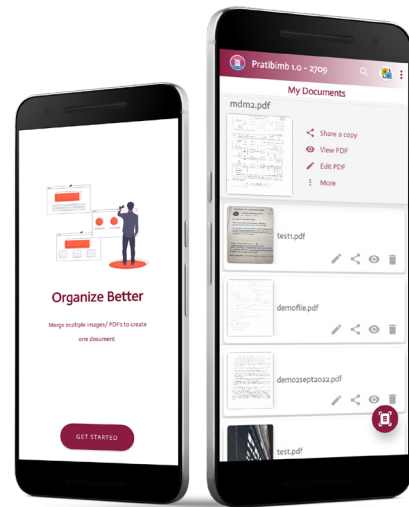 Organize Better
Merge multiple images/ PDFs to create
one document
GET STARTED
Pratibimb 1.0 - 2709
My Documents
mdm2.pdf
Share a copy
View PDF
Edit PDF
More
test1.pdf
demofile.pdf
demo2sept2022.pdf
test.pdf